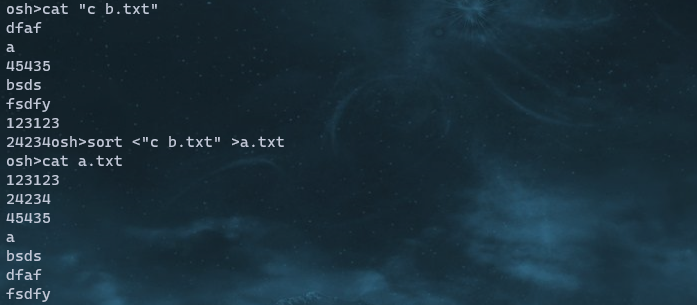 osh>cat "c b.txt"
dfaf
a
45435
bsds
fsdfy
123123
24234osh>sort <"c b.txt" >a.txt
osh>cat a.txt
123123
24234
45435
a
bsds
dfaf
fsdfy